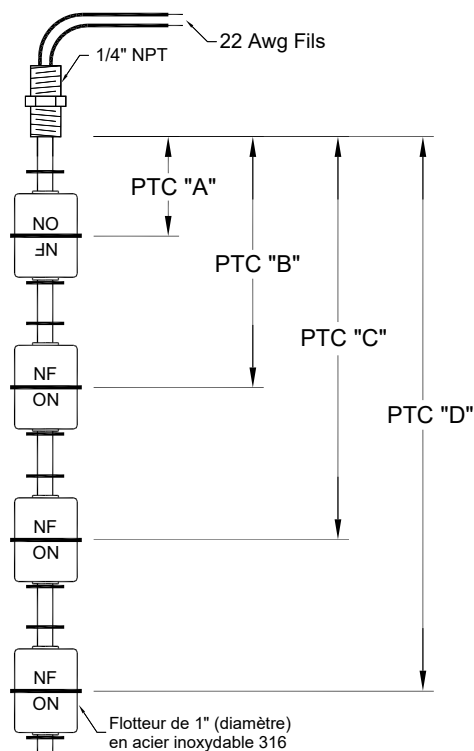 22 Awg Fils
1/4" NPT
PTC "A"
NO
NF
PTC "B"
PTC "C"
NF
ON
PTC "D"
NF
ON
NF
ON
Flotteur de 1" (diamètre)
en acier inoxydable 316